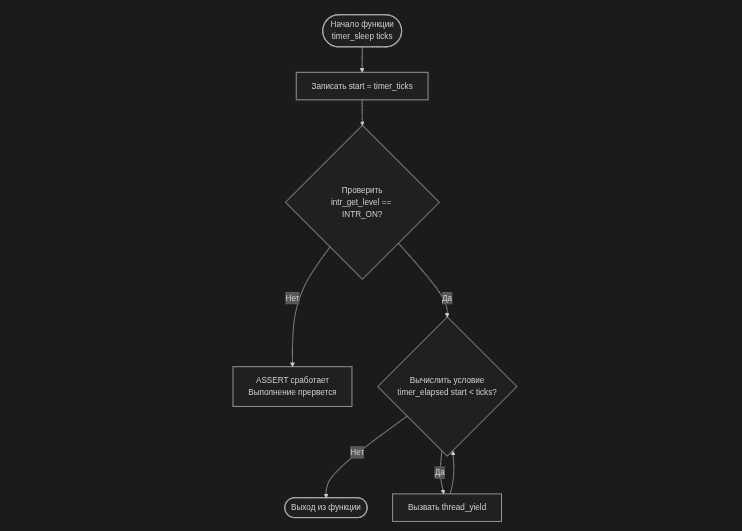 Начало функции
timer_sleep ticks
Записать start = timer_ticks
Проверить
intr_get_level ==
INTR_ON?
Нет
Да
ASSERT сработает
Выполнение прервется
Вычислить условие
timer_elapsed start < ticks?
Нет
Да
Выход из функции
Вызвать thread_yield